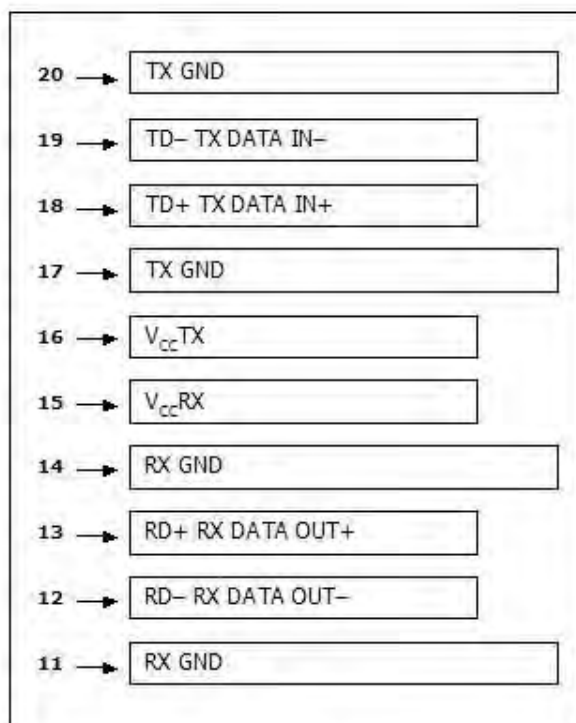 20 TX GND
19 TD– TX DATA IN–
18 TD+ TX DATA IN+
17 TX GND
16 VCCTX
15 VCCRX
14 RX GND
13 RD+ RX DATA OUT+
12 RD– RX DATA OUT–
11 RX GND